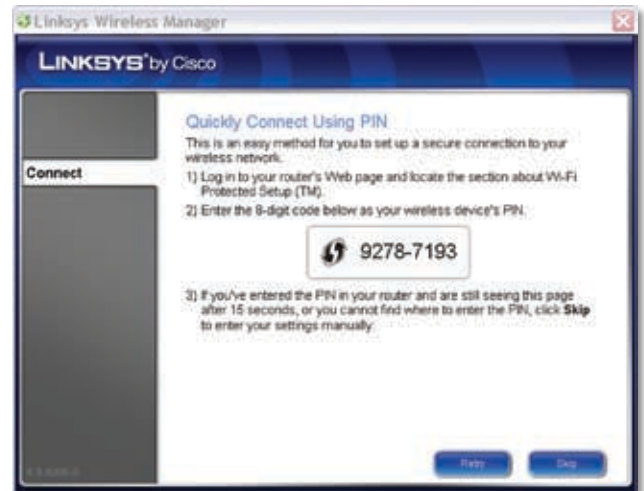 Linksys Wireless Manager
LINKSYS® by Cisco
Quickly Connect Using PIN
This is an easy method for you to set up a secure connection to your
wireless network.
Connect
1) Log in to your router's Web page and locate the section about Wi-Fi
Protected Setup (TM).
2) Enter the 8-digit code below as your wireless device's PIN.
9278-7193
3) If you've entered the PIN in your router and are still seeing this page
after 15 seconds, or you cannot find where to enter the PIN, click Skip
to enter your settings manually.
Retry
Skip